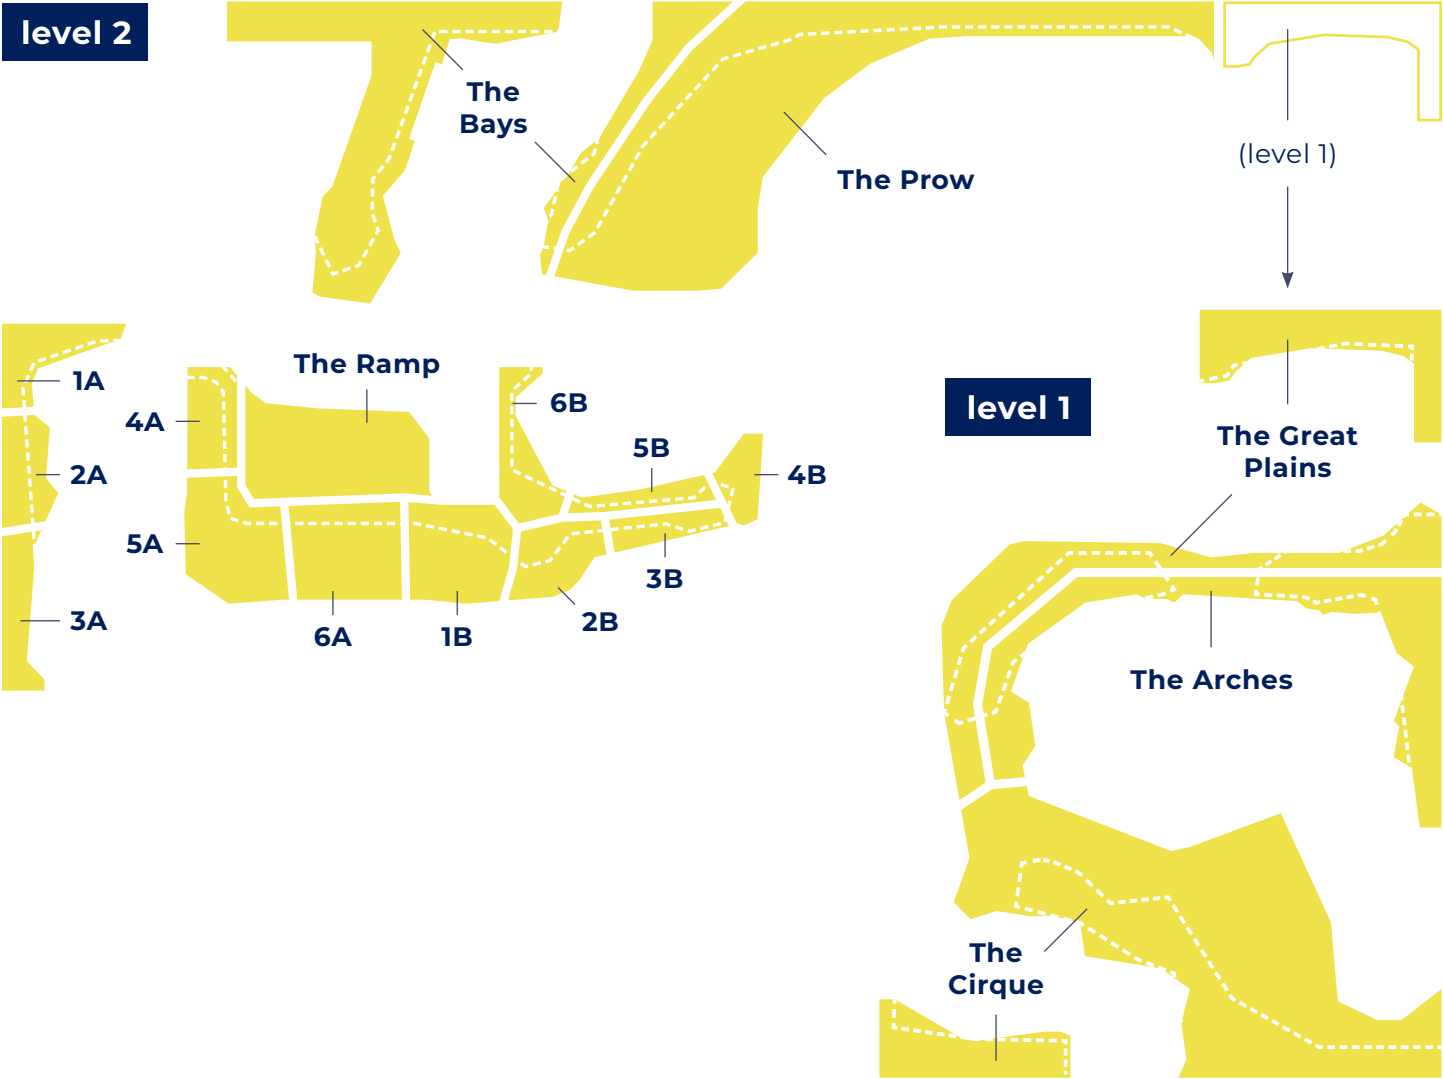 level 2
The
Bays
The Prow
(level 1)
The Ramp
1A
4A
6B
level 1
The Great
Plains
5B
2A
4B
5A
3B
3A
6A
1B
2B
The Arches
The
Cirque